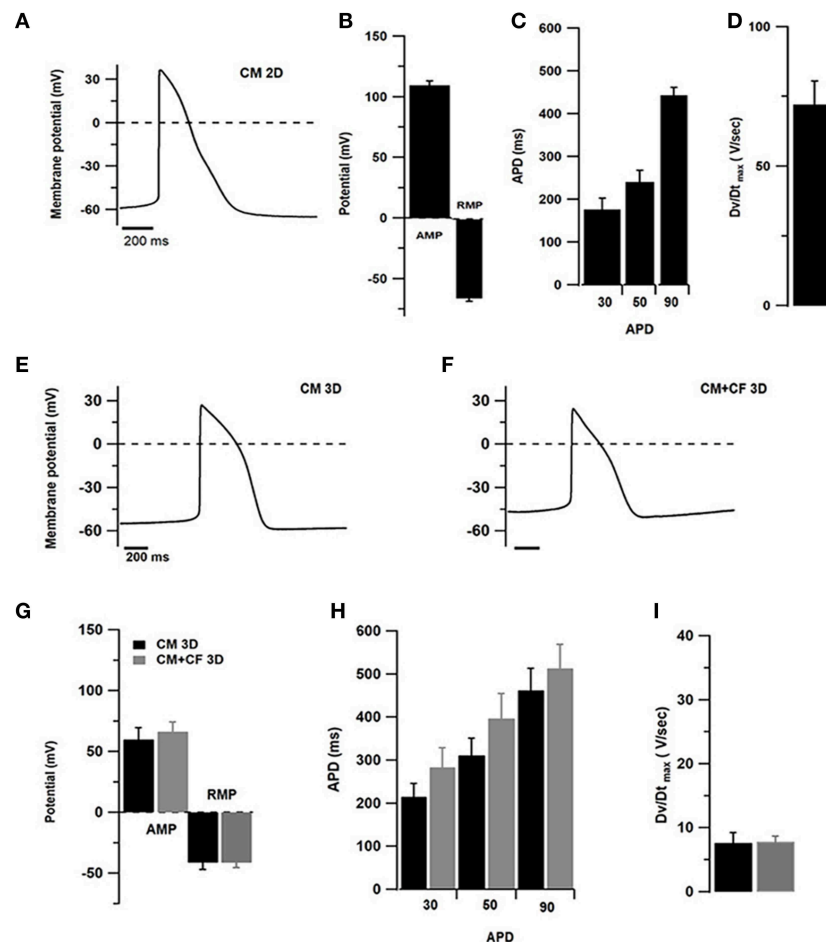 A
Membrane potential (mV)
30
0
-30
-60
CM 2D
200 ms
B
Potential (mV)
150
100
50
0
-50
AMP
RMP
C
APD (ms)
600
500
400
300
200
100
0
30 50 90
APD
D
Dv/Dt max ( V/sec)
100
50
0
E
Membrane potential (mV)
30
0
-30
-60
CM 3D
200 ms
F
30
0
-30
-60
CM+CF 3D
G
Potential (mV)
150
100
50
0
-50
CM 3D
CM+CF 3D
RMP
AMP
H
APD (ms)
600
500
400
300
200
100
0
30 50 90
APD
I
Dv/Dt max ( V/sec)
40
30
20
10
0